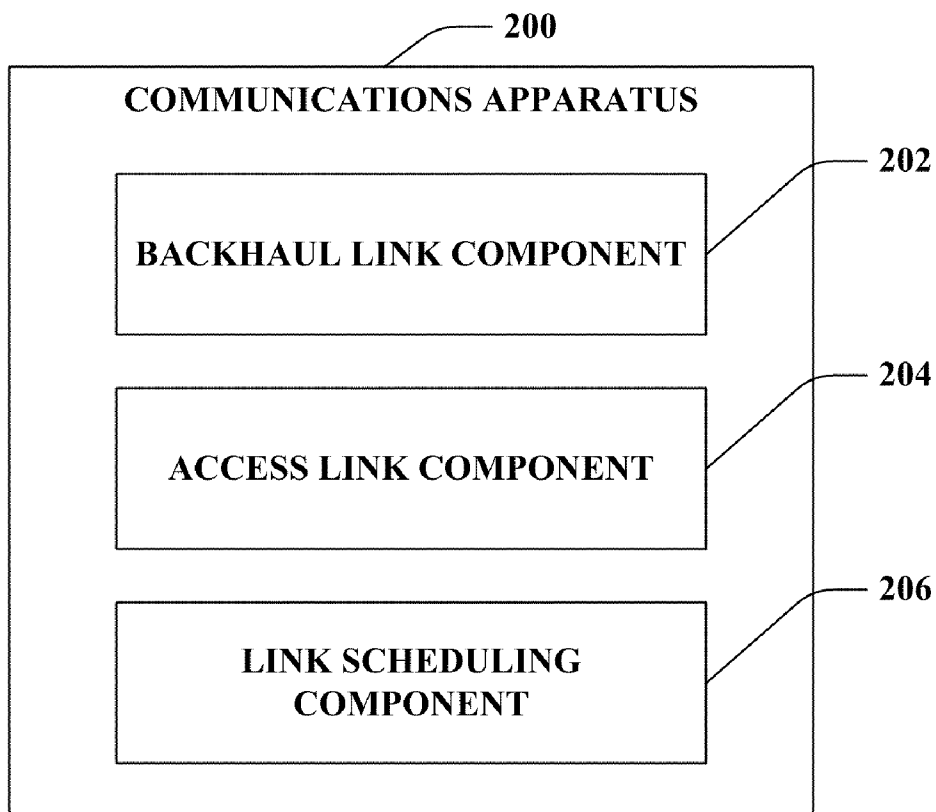 200
COMMUNICATIONS APPARATUS
202
BACKHAUL LINK COMPONENT
204
ACCESS LINK COMPONENT
206
LINK SCHEDULING
COMPONENT